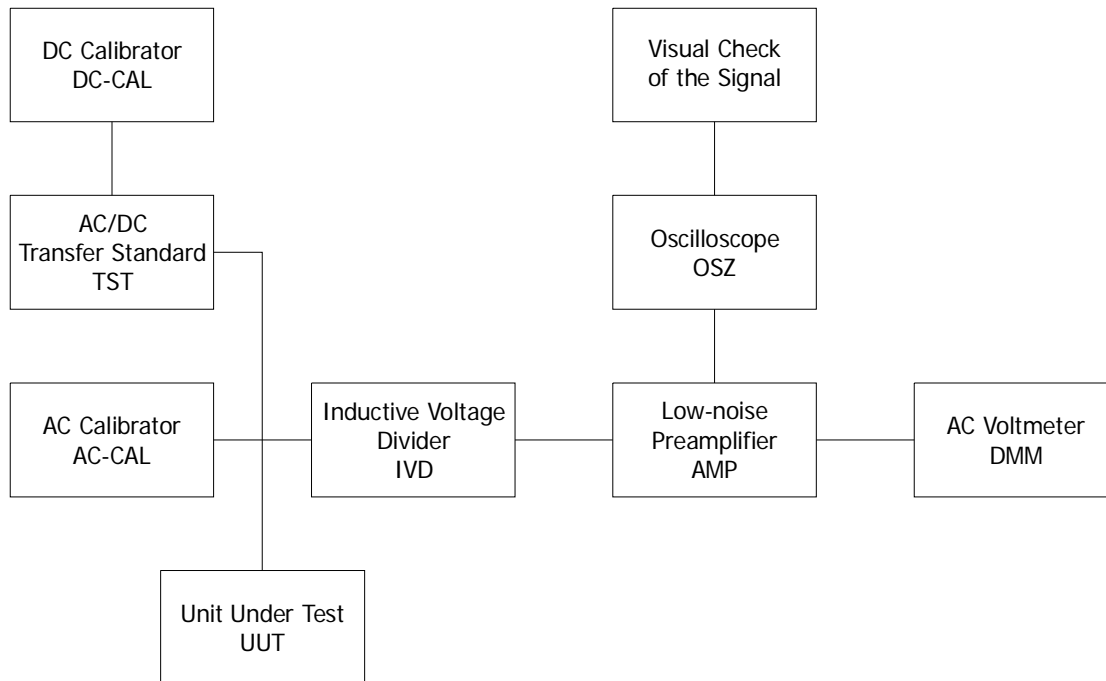 DC Calibrator
DC-CAL
Visual Check
of the Signal
AC/DC
Transfer Standard
TST
Oscilloscope
OSZ
AC Calibrator
AC-CAL
Inductive Voltage
Divider
IVD
Low-noise
Preamplifier
AMP
AC Voltmeter
DMM
Unit Under Test
UUT